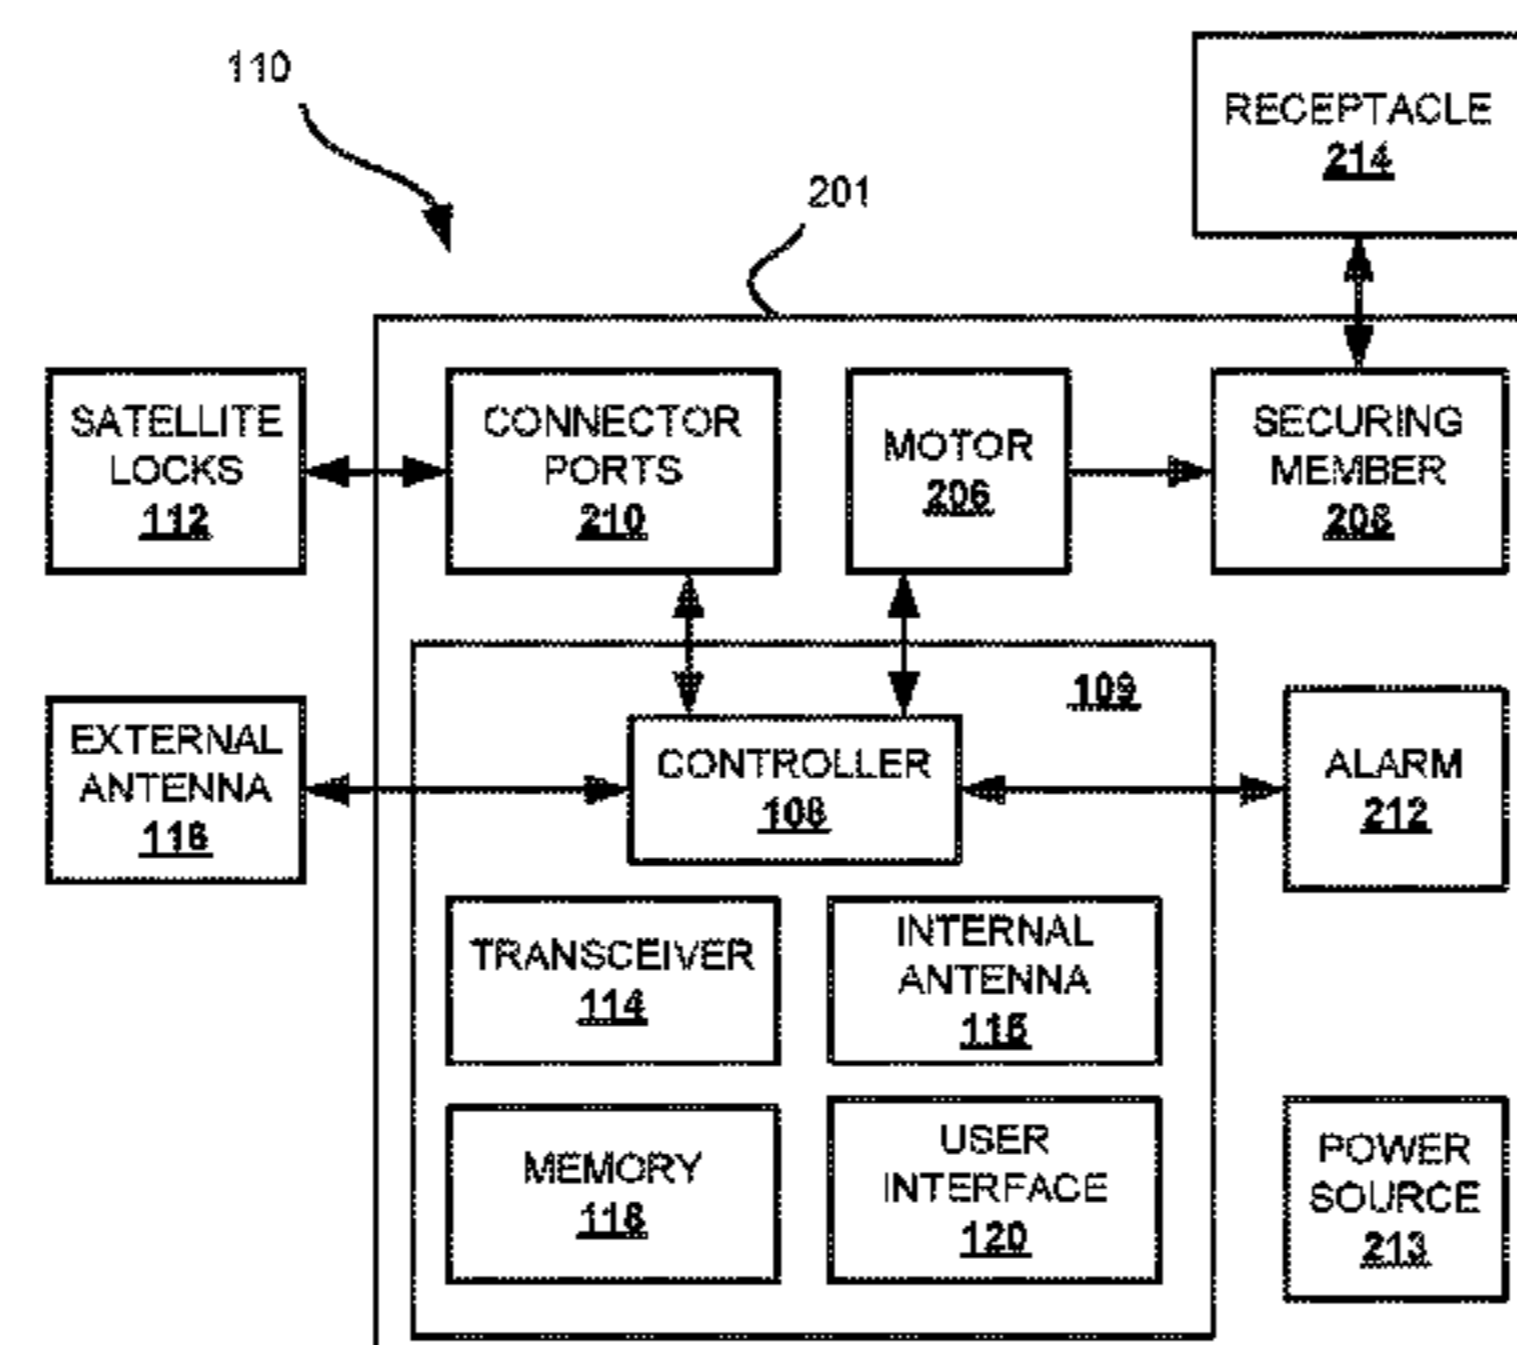 110
RECEPTACLE
214
201
SATELLITE
LOCKS
112
CONNECTOR
PORTS
210
MOTOR
206
SECURING
MEMBER
208
109
EXTERNAL
ANTENNA
116
CONTROLLER
108
ALARM
212
TRANSCEIVER
114
INTERNAL
ANTENNA
115
MEMORY
118
USER
INTERFACE
120
POWER
SOURCE
213